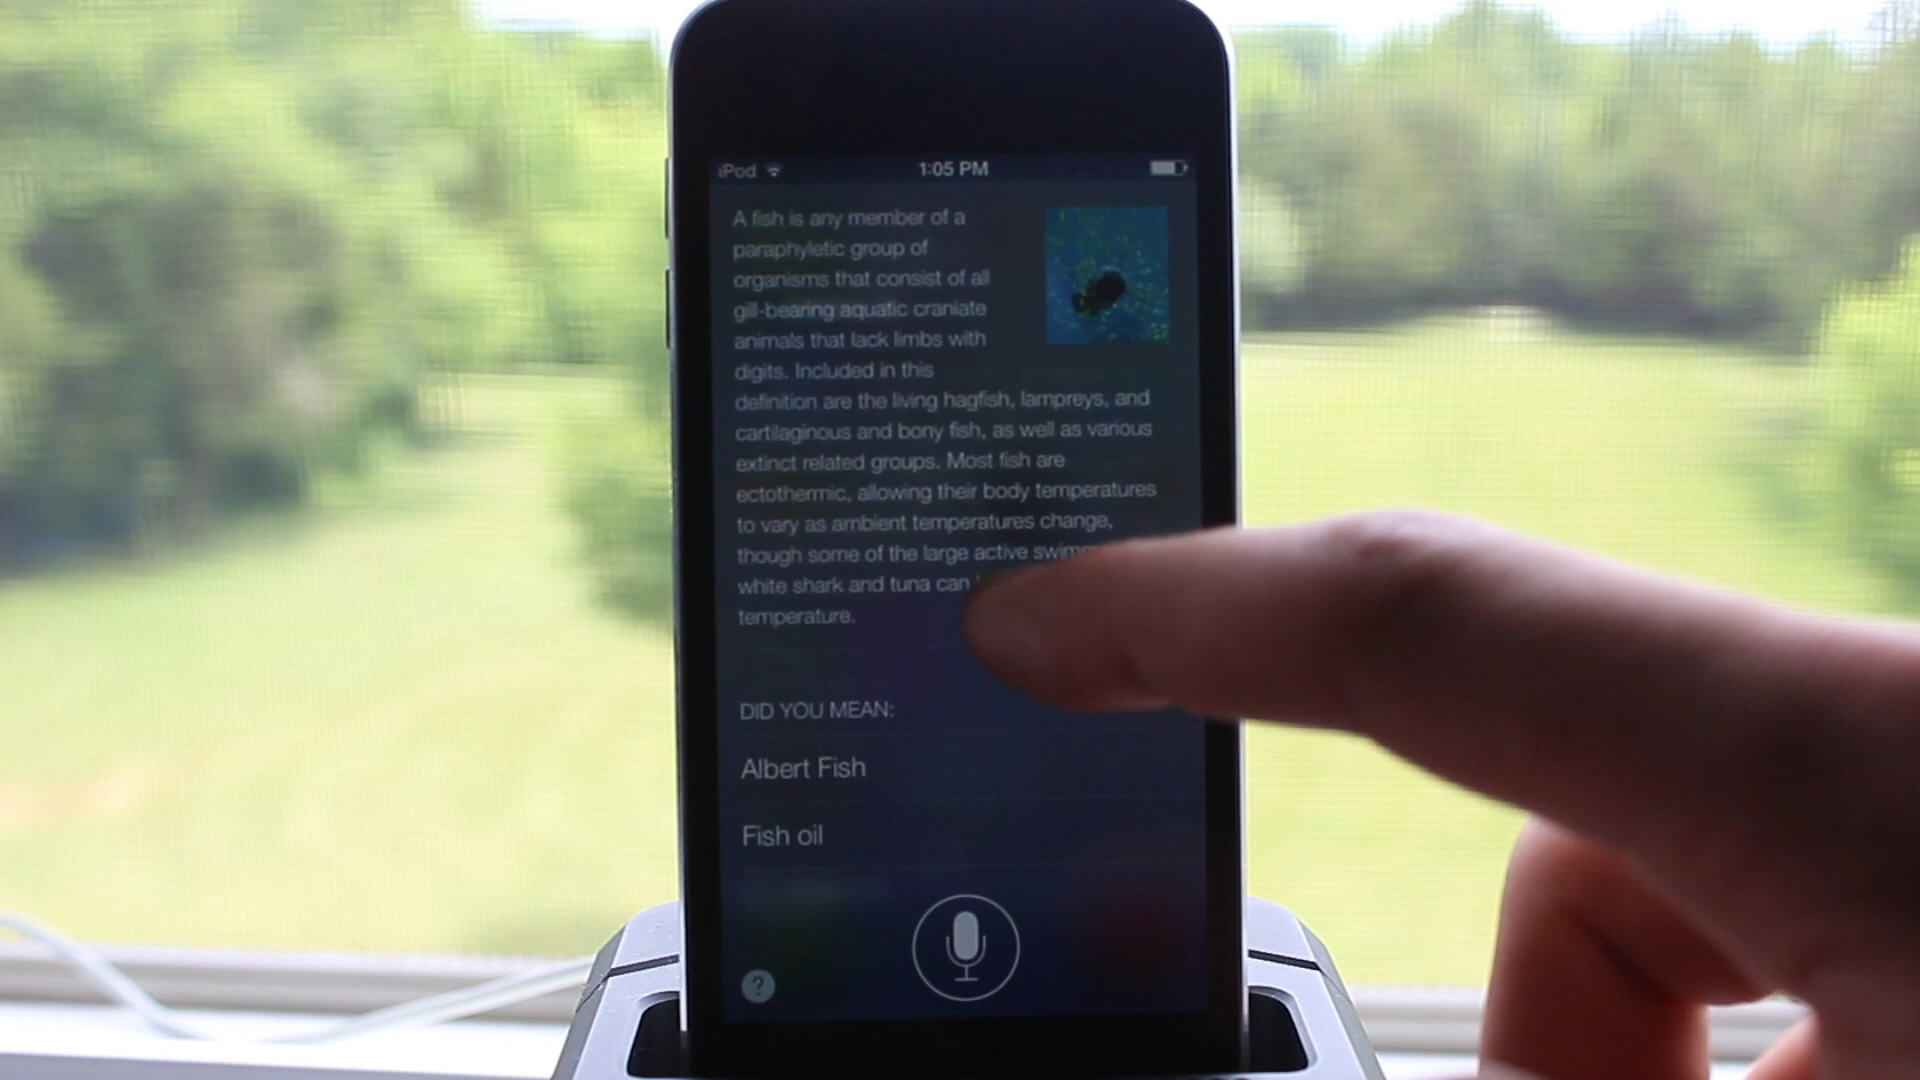 iPod 1:05 PM
A fish is any member of a
paraphyletic group of
organisms that consist of all
gill-bearing aquatic craniate
animals that lack limbs with
digits. Included in this
definition are the living hagfish, lampreys, and
cartilaginous and bony fish, as well as various
extinct related groups. Most fish are
ectothermic, allowing their body temperatures
to vary as ambient temperatures change,
though some of the large active
white shark and tuna can
temperature.
DID YOU MEAN:
Albert Fish
Fish oil
?